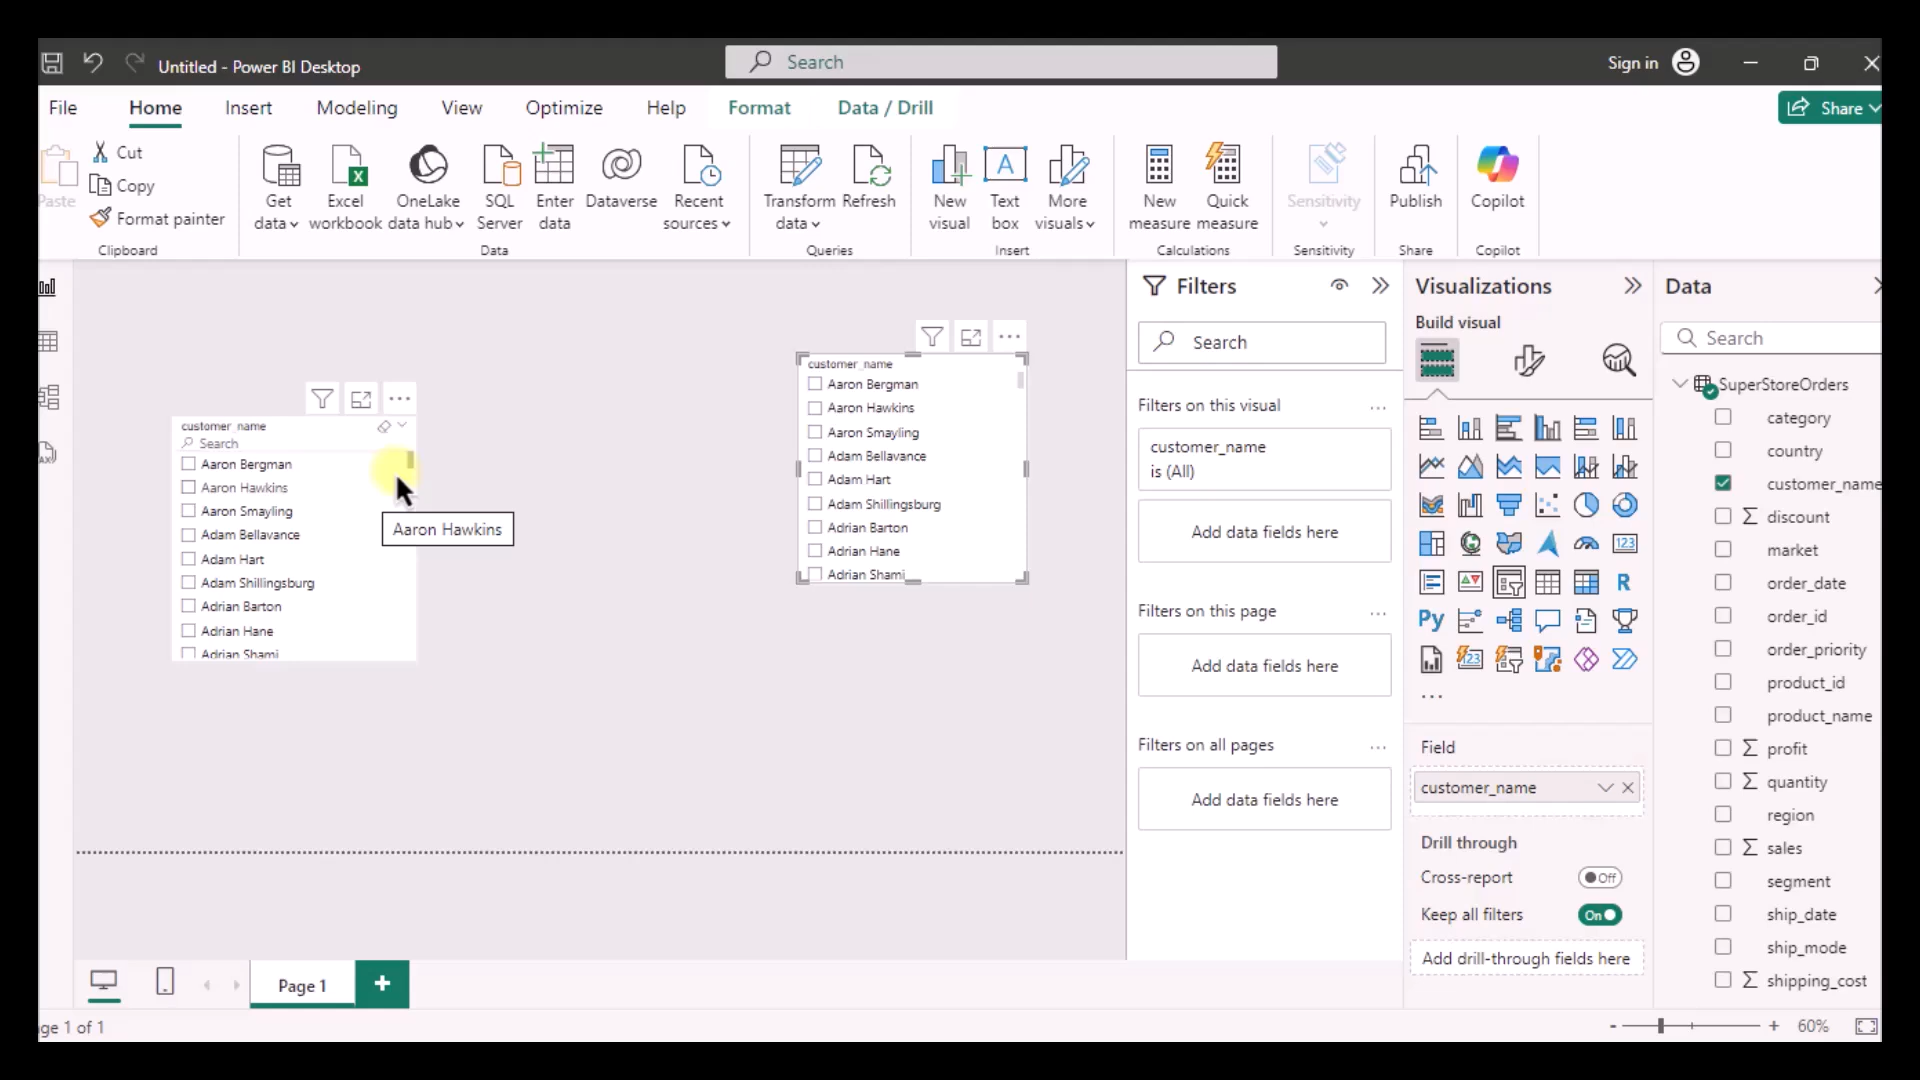 Untitled - Power BI Desktop
Search
Sign in
File
Home
Insert
Modeling
View
Optimize
Help
Format
Data / Drill
Share
Paste
Cut
Copy
Format painter
Clipboard
Get data
Excel workbook
OneLake data hub
SQL Server
Enter data
Dataverse
Recent sources
Data
Transform data
Refresh
Queries
New visual
A
Text box
More visuals
Insert
New measure
Quick measure
Calculations
Sensitivity
Sensitivity
Publish
Share
Copilot
Copilot
customer_name
Search
Aaron Bergman
Aaron Hawkins
Aaron Smayling
Adam Bellavance
Adam Hart
Adam Shillingsburg
Adrian Barton
Adrian Hane
Adrian Shami
Aaron Hawkins
customer_name
Aaron Bergman
Aaron Hawkins
Aaron Smayling
Adam Bellavance
Adam Hart
Adam Shillingsburg
Adrian Barton
Adrian Hane
Adrian Shami
Filters
Search
Filters on this visual
customer_name
is (All)
Add data fields here
Filters on this page
Add data fields here
Filters on all pages
Add data fields here
Visualizations
Build visual
123
R
Py
123
Field
customer_name
Drill through
Cross-report
Off
Keep all filters
On
Add drill-through fields here
Data
Search
SuperStoreOrders
category
country
customer_name
Σ discount
market
order_date
order_id
order_priority
product_id
product_name
Σ profit
Σ quantity
region
Σ sales
segment
ship_date
ship_mode
Σ shipping_cost
Page 1
ge 1 of 1
- + 60%